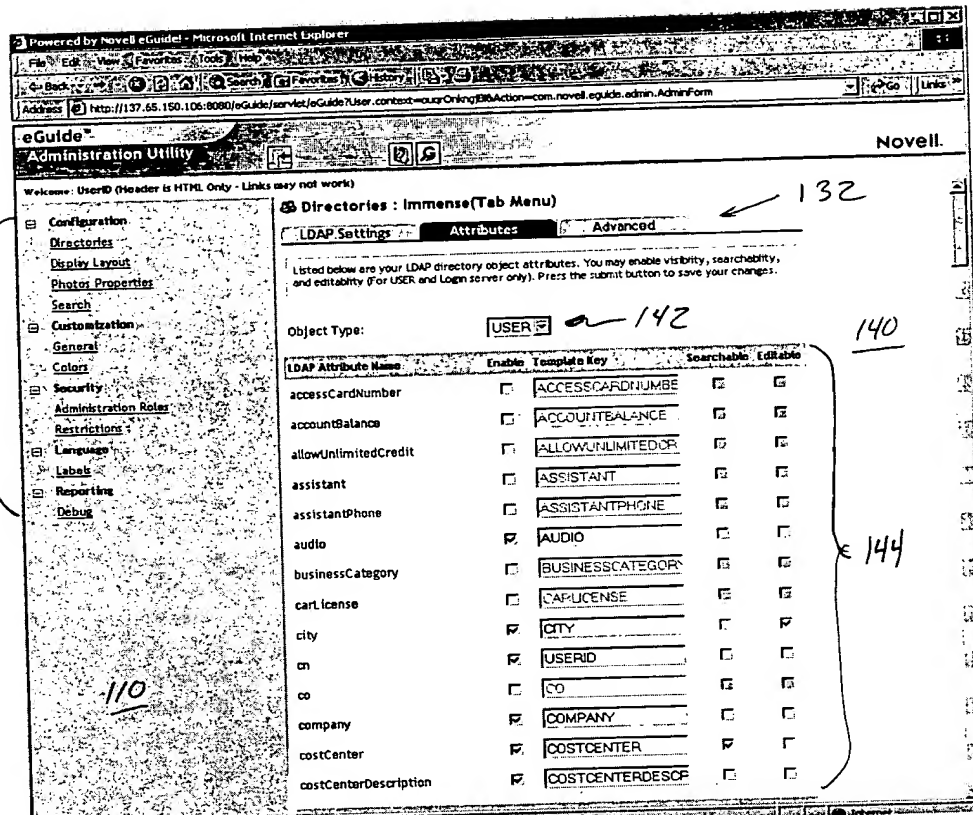 Powered by Novell eGuide! - Microsoft Internet Explorer
File Edit View Favorites Tools Help
Back Search Favorites History
Address http://137.65.150.106:8080/eGuide/servlet/eGuide?User.context= Go Links »
eGuide™
Administration Utility
Novell.
Welcome: UserID (Header is HTML Only - Links may not work)
Configuration
Directories
Display Layout
Photos Properties
Search
Customization
General
Colors
Security
Administration Roles
Restrictions
Language
Labels
Reporting
Debug
110
Directories : Immense(Tab Menu)
132
LDAP Settings Attributes Advanced
Listed below are your LDAP directory object attributes. You may enable visibility, searchability,
and editability (For USER and Login server only). Press the submit button to save your changes.
Object Type: USER 142
140
LDAP Attribute Name Enable Template Key Searchable Editable
accessCardNumber ACCESSCARDNUMBE
accountBalance ACCOUNTBALANCE
allowUnlimitedCredit ALLOWUNLIMITEDCR
assistant ASSISTANT
assistantPhone ASSISTANTPHONE
audio AUDIO
businessCategory BUSINESSCATEGORY
carLicense CARLICENSE
city CITY
cn USERID
co CO
company COMPANY
costCenter COSTCENTER
costCenterDescription COSTCENTERDESCR
144
Internet